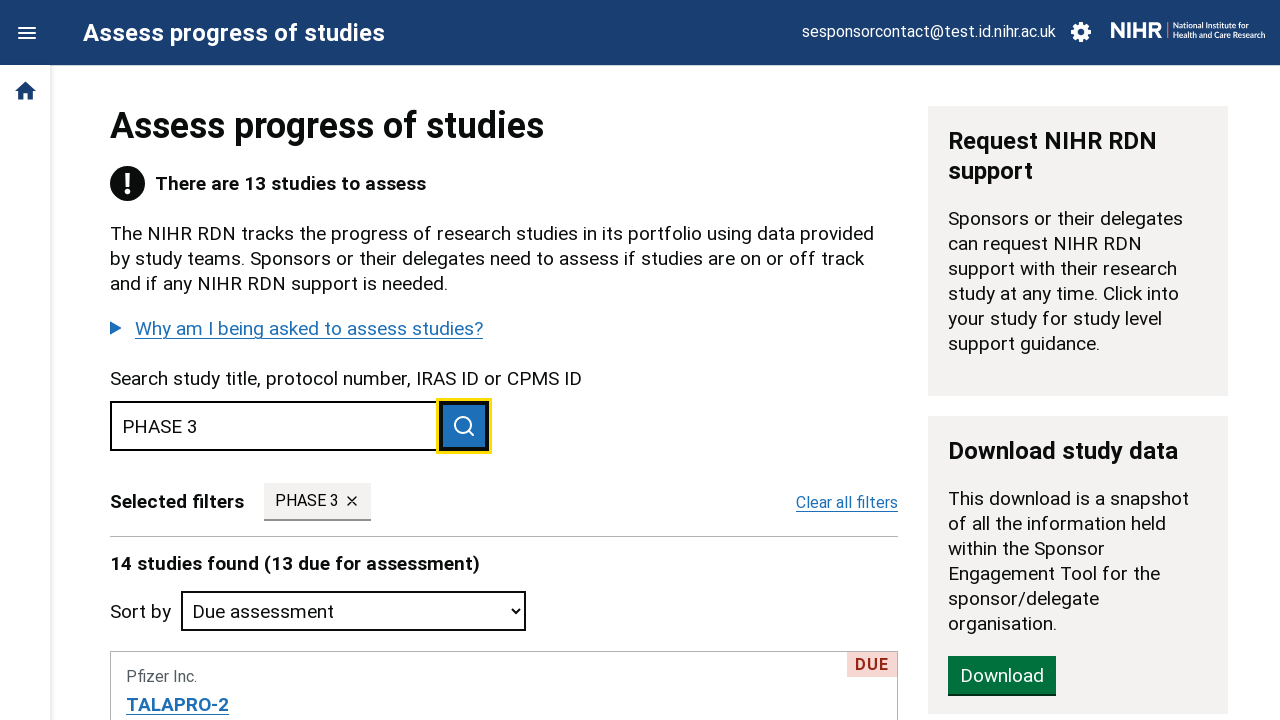 Assess progress of studies
sesponsorcontact@test.id.nihr.ac.uk
NIHR
National Institute for
Health and Care Research
Assess progress of studies
There are 13 studies to assess
The NIHR RDN tracks the progress of research studies in its portfolio using data provided
by study teams. Sponsors or their delegates need to assess if studies are on or off track
and if any NIHR RDN support is needed.
Why am I being asked to assess studies?
Search study title, protocol number, IRAS ID or CPMS ID
PHASE 3
Selected filters
PHASE 3
Clear all filters
14 studies found (13 due for assessment)
Sort by
Due assessment
DUE
Pfizer Inc.
TALAPRO-2
Request NIHR RDN
support
Sponsors or their delegates
can request NIHR RDN
support with their research
study at any time. Click into
your study for study level
support guidance.
Download study data
This download is a snapshot
of all the information held
within the Sponsor
Engagement Tool for the
sponsor/delegate
organisation.
Download